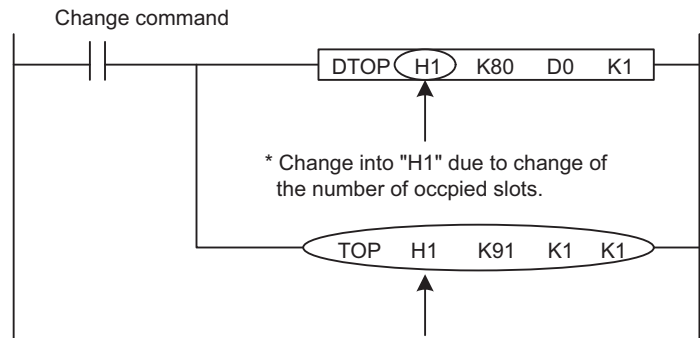 Change command
DTOP H1 K80 D0 K1
* Change into "H1" due to change of
the number of occpied slots.
TOP H1 K91 K1 K1